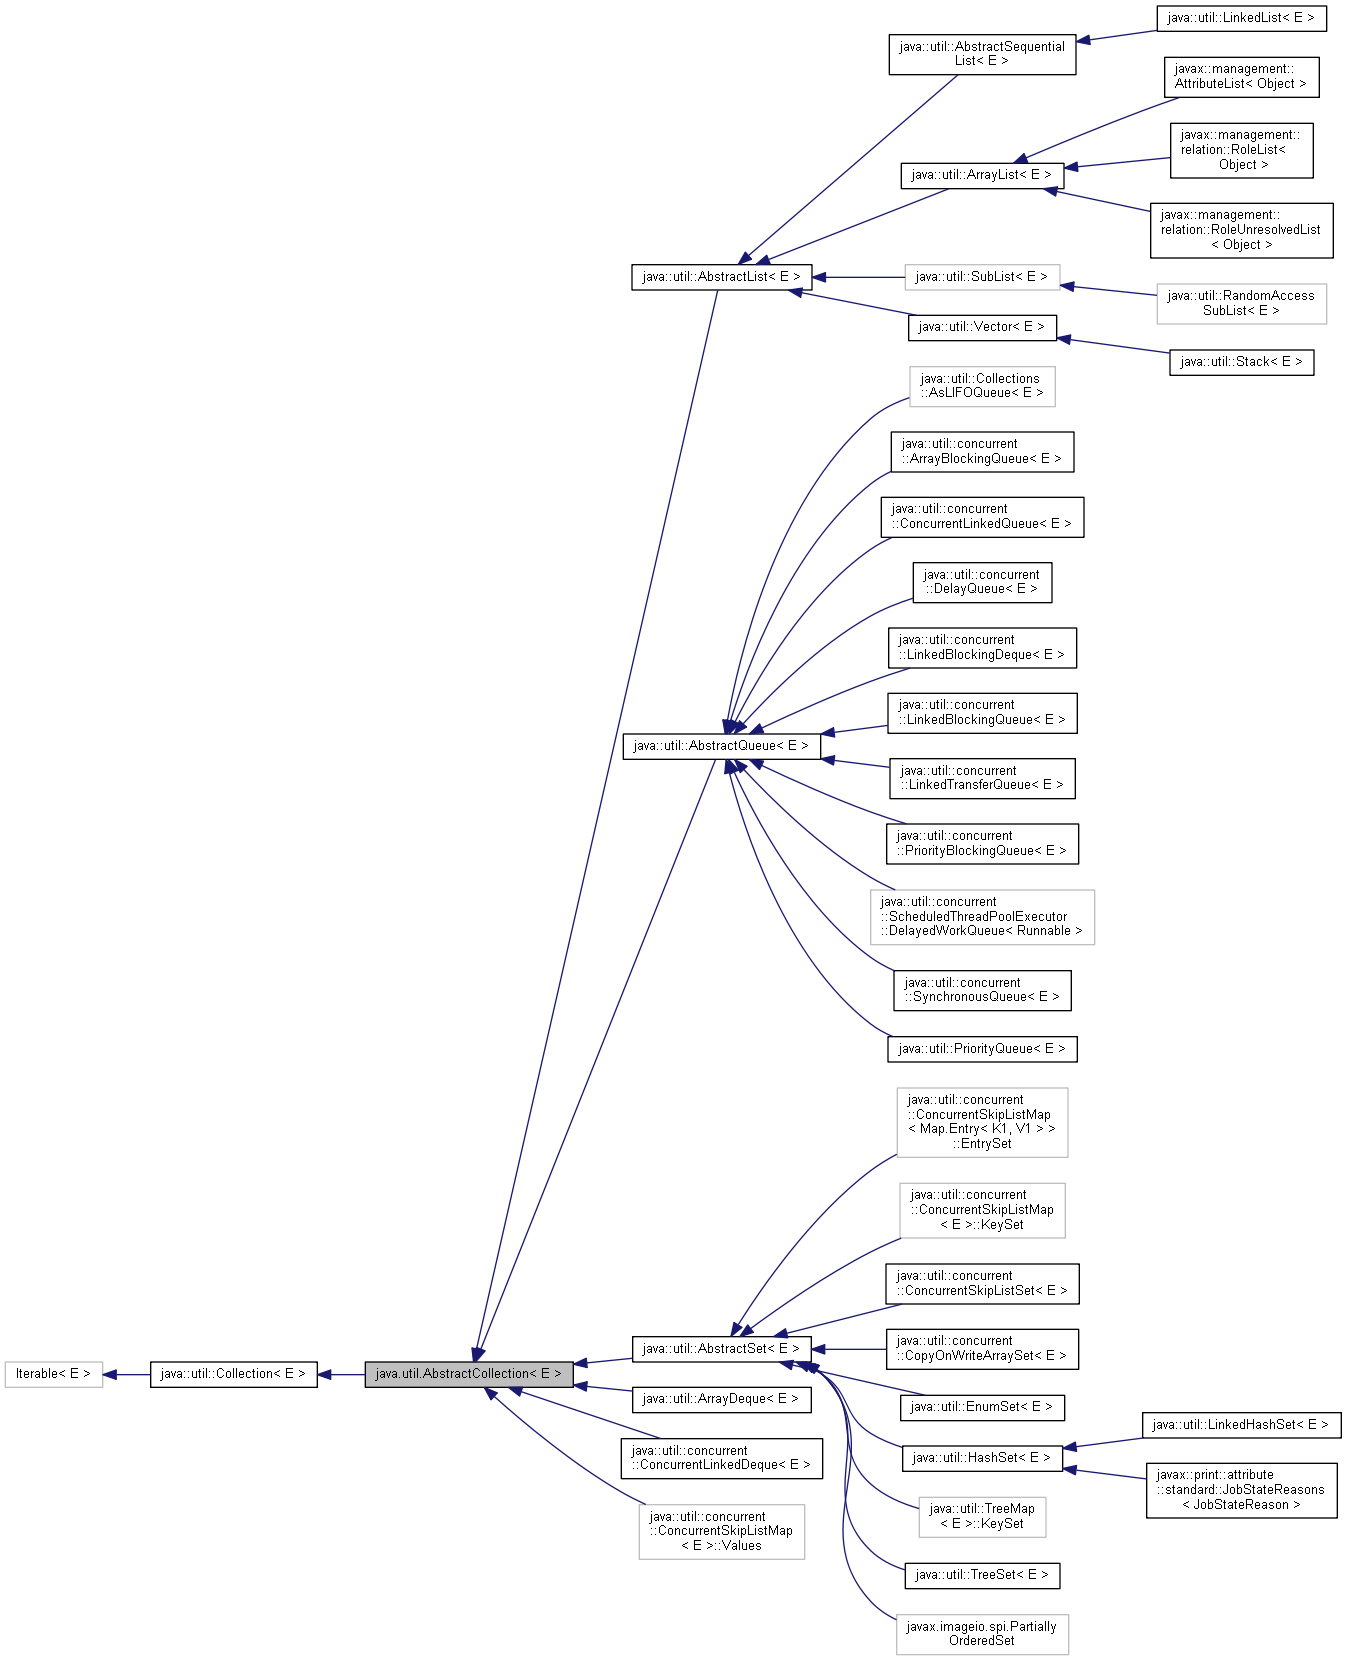 java::util::LinkedList< E >
java::util::AbstractSequential
List< E >
javax::management::
AttributeList< Object >
javax::management::
relation::RoleList<
Object >
java::util::ArrayList< E >
javax::management::
relation::RoleUnresolvedList
< Object >
java::util::AbstractList< E >
java::util::SubList< E >
java::util::RandomAccess
SubList< E >
java::util::Vector< E >
java::util::Stack< E >
java::util::Collections
::AsLIFOQueue< E >
java::util::concurrent
::ArrayBlockingQueue< E >
java::util::concurrent
::ConcurrentLinkedQueue< E >
java::util::concurrent
::DelayQueue< E >
java::util::concurrent
::LinkedBlockingDeque< E >
java::util::concurrent
::LinkedBlockingQueue< E >
java::util::AbstractQueue< E >
java::util::concurrent
::LinkedTransferQueue< E >
java::util::concurrent
::PriorityBlockingQueue< E >
java::util::concurrent
::ScheduledThreadPoolExecutor
::DelayedWorkQueue< Runnable >
java::util::concurrent
::SynchronousQueue< E >
java::util::PriorityQueue< E >
java::util::concurrent
::ConcurrentSkipListMap
< Map.Entry< K1, V1 > >
::EntrySet
java::util::concurrent
::ConcurrentSkipListMap
< E >::KeySet
java::util::concurrent
::ConcurrentSkipListSet< E >
java::util::AbstractSet< E >
java::util::concurrent
::CopyOnWriteArraySet< E >
Iterable< E >
java::util::Collection< E >
java.util.AbstractCollection< E >
java::util::ArrayDeque< E >
java::util::EnumSet< E >
java::util::LinkedHashSet< E >
java::util::concurrent
::ConcurrentLinkedDeque< E >
java::util::HashSet< E >
javax::print::attribute
::standard::JobStateReasons
< JobStateReason >
java::util::concurrent
::ConcurrentSkipListMap
< E >::Values
java::util::TreeMap
< E >::KeySet
java::util::TreeSet< E >
javax.imageio.spi.Partially
OrderedSet